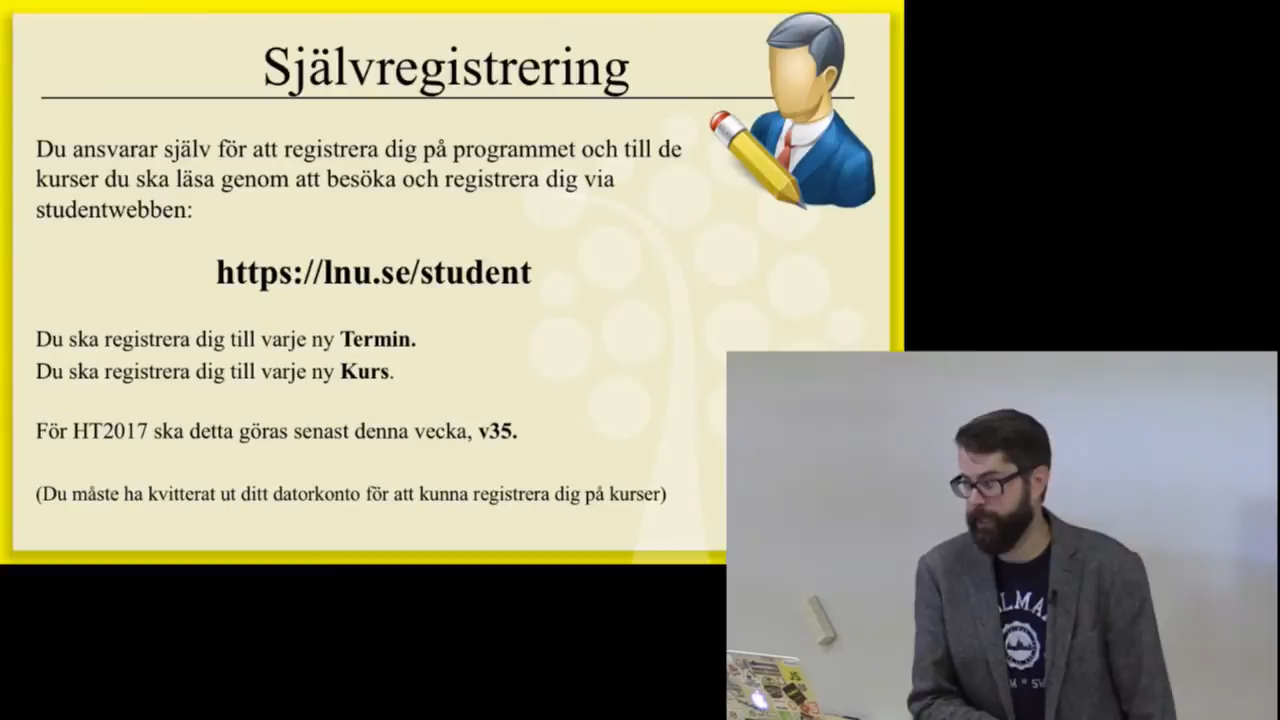 Självregistrering
Du ansvarar själv för att registrera dig på programmet och till de
kurser du ska läsa genom att besöka och registrera dig via
studentwebben:
https://lnu.se/student
Du ska registrera dig till varje ny Termin.
Du ska registrera dig till varje ny Kurs.
För HT2017 ska detta göras senast denna vecka, v35.
(Du måste ha kvitterat ut ditt datorkonto för att kunna registrera dig på kurser)
JS